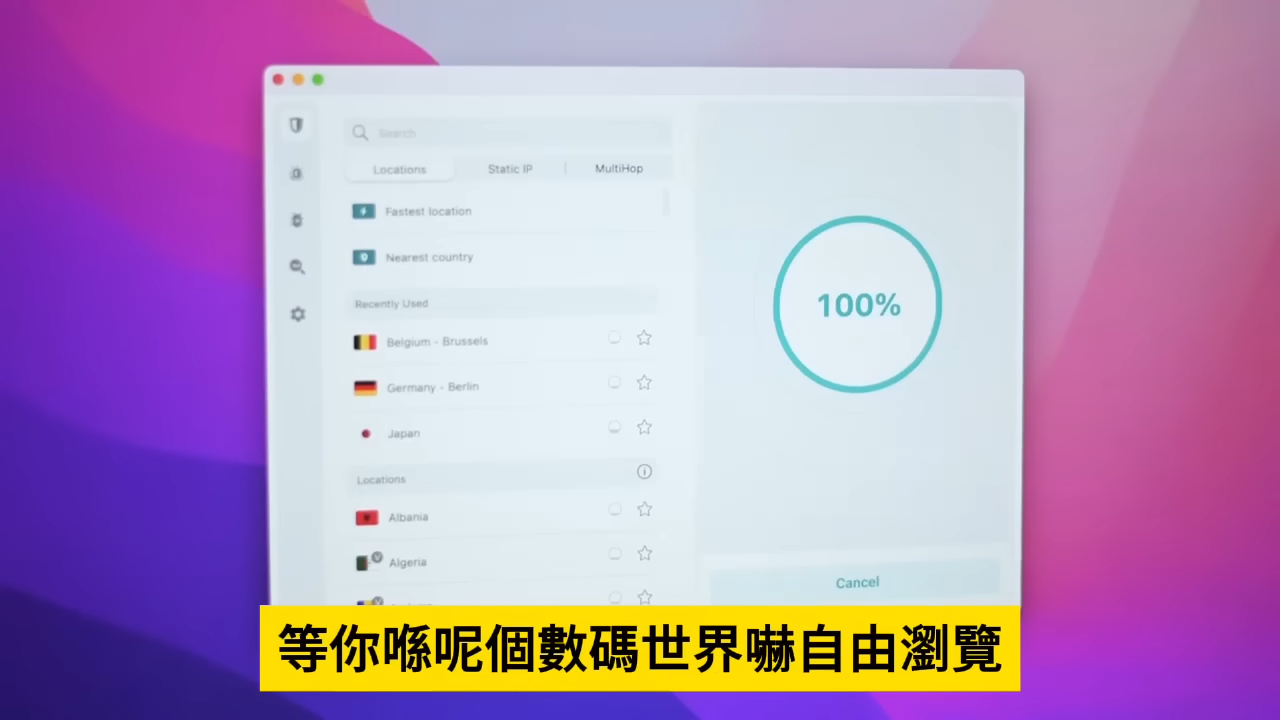 Search
Locations
Static IP
MultiHop
Fastest location
Nearest country
Recently Used
Belgium - Brussels
Germany - Berlin
Japan
Locations
Albania
Algeria
100%
Cancel
等你喺呢個數碼世界嚇自由瀏覽